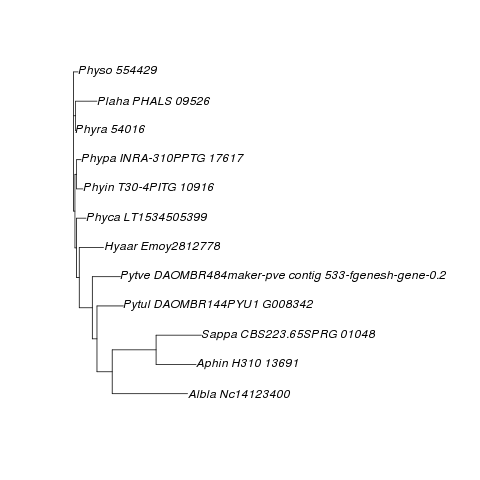 Physo 554429
Plaha PHALS 09526
Phyra 54016
Phypa INRA-310PPTG 17617
Phyin T30-4PITG 10916
Phyca LT1534505399
Hyaar Emoy2812778
Pytve DAOMBR484maker-pve contig 533-fgenesh-gene-0.2
Pytul DAOMBR144PYU1 G008342
Sappa CBS223.65SPRG 01048
Aphin H310 13691
Albla Nc14123400